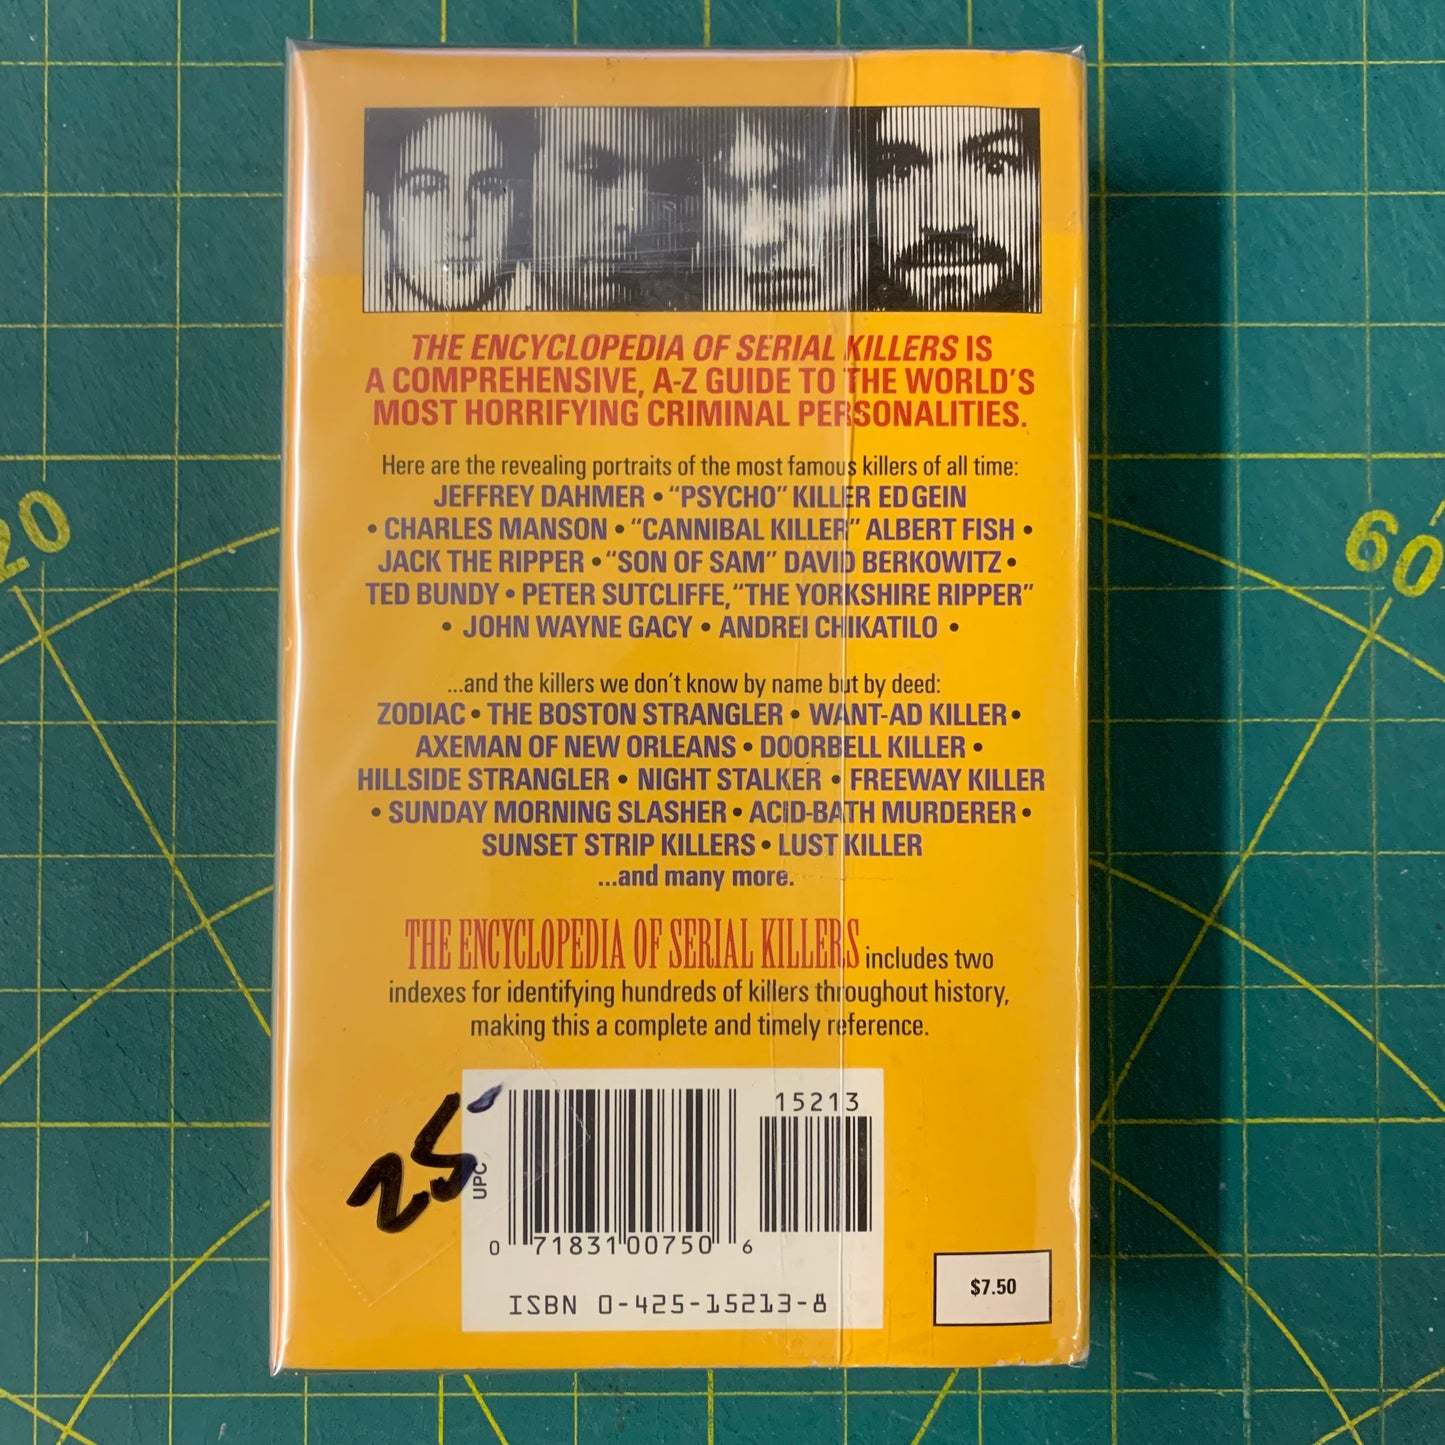 THE ENCYCLOPEDIA OF SERIAL KILLERS IS
A COMPREHENSIVE, A-Z GUIDE TO THE WORLD'S
MOST HORRIFYING CRIMINAL PERSONALITIES.
Here are the revealing portraits of the most famous killers of all time:
JEFFREY DAHMER • "PSYCHO" KILLER ED GEIN
• CHARLES MANSON • "CANNIBAL KILLER" ALBERT FISH •
JACK THE RIPPER • "SON OF SAM" DAVID BERKOWITZ •
TED BUNDY • PETER SUTCLIFFE, "THE YORKSHIRE RIPPER"
• JOHN WAYNE GACY • ANDREI CHIKATILO •
...and the killers we don't know by name but by deed:
ZODIAC • THE BOSTON STRANGLER • WANT-AD KILLER •
AXEMAN OF NEW ORLEANS • DOORBELL KILLER •
HILLSIDE STRANGLER • NIGHT STALKER • FREEWAY KILLER
• SUNDAY MORNING SLASHER • ACID-BATH MURDERER •
SUNSET STRIP KILLERS • LUST KILLER
...and many more.
THE ENCYCLOPEDIA OF SERIAL KILLERS includes two
indexes for identifying hundreds of killers throughout history,
making this a complete and timely reference.
25
UPC
15213
0 71831 00750 6
ISBN 0-425-15213-8
$7.50
20
60